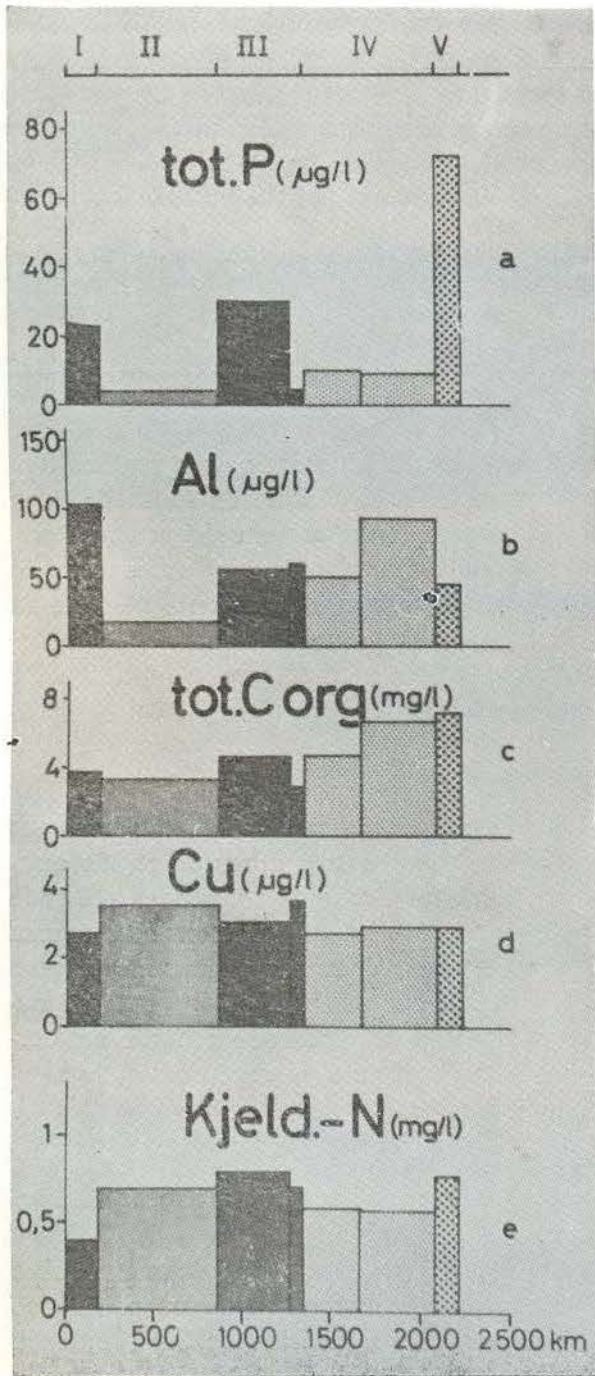 I II III IV V
80
60
40
20
0
tot.P (µg/l)
a
150
100
50
0
Al (µg/l)
b
8
4
0
tot.C org (mg/l)
c
4
2
0
Cu (µg/l)
d
1
0,5
0
Kjeld.-N (mg/l)
e
0 500 1000 1500 2000 2500 km